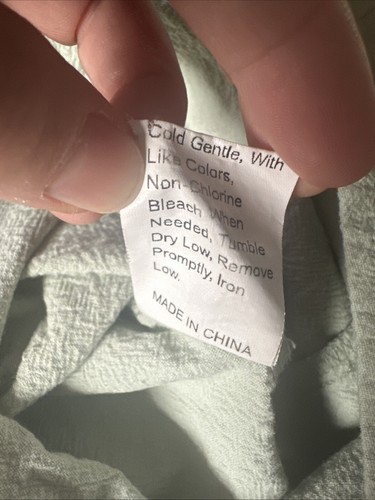 Cold Gentle, With
Like Colors,
Non-Chlorine
Bleach When
Needed, Tumble
Dry Low, Remove
Promptly, Iron
Low.
MADE IN CHINA